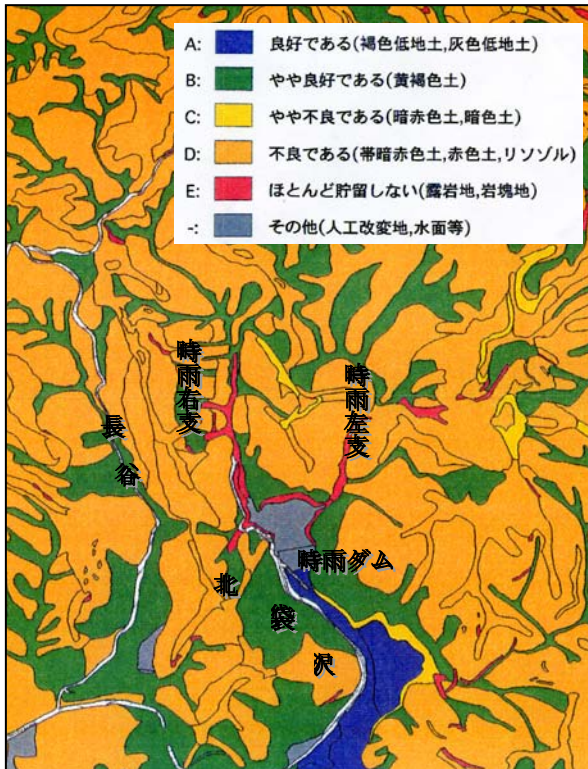 A: 良好である(褐色低地土,灰色低地土)
B: やや良好である(黄褐色土)
C: やや不良である(暗赤色土,暗色土)
D: 不良である(帯暗赤色土,赤色土,リソゾル)
E: ほとんど貯留しない(露岩地,岩塊地)
-: その他(人工改変地,水面等)
時雨右支
時雨左支
長谷
時雨ダム
北袋沢